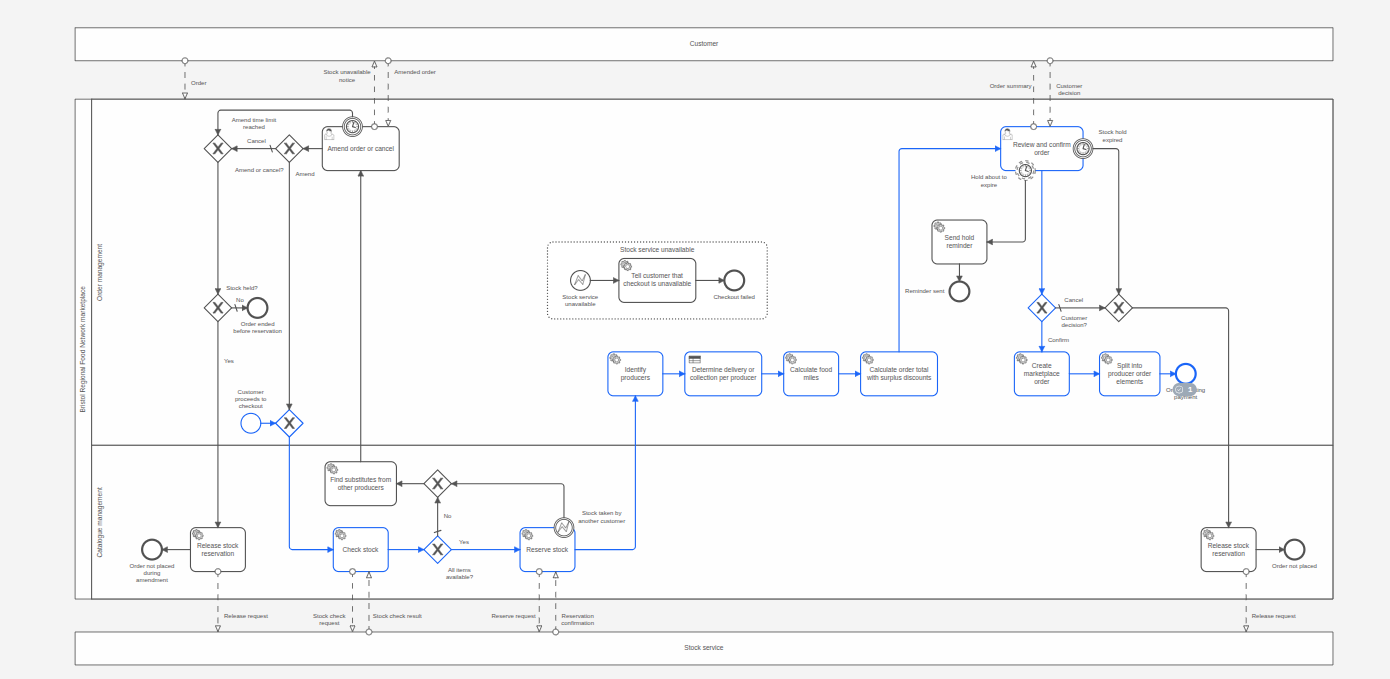 Customer
Order
Stock unavailable
notice
Amended order
Order summary
Customer
decision
Bristol Regional Food Network marketplace
Order management
Amend time limit
reached
Cancel
Amend or cancel?
Amend
Amend order or cancel
Review and confirm
order
Stock hold
expired
Hold about to
expire
Send hold
reminder
Reminder sent
Stock service unavailable
Stock service
unavailable
Tell customer that
checkout is unavailable
Checkout failed
Stock held?
No
Order ended
before reservation
Yes
Cancel
Customer
decision?
Confirm
Identify
producers
Determine delivery or
collection per producer
Calculate food
miles
Calculate order total
with surplus discounts
Create
marketplace
order
Split into
producer order
elements
1
payment
Customer
proceeds to
checkout
Catalogue management
Find substitutes from
other producers
No
Stock taken by
another customer
Yes
All items
available?
Check stock
Reserve stock
Release stock
reservation
Order not placed
during
amendment
Release stock
reservation
Order not placed
Release request
Stock check
request
Stock check result
Reserve request
Reservation
confirmation
Release request
Stock service